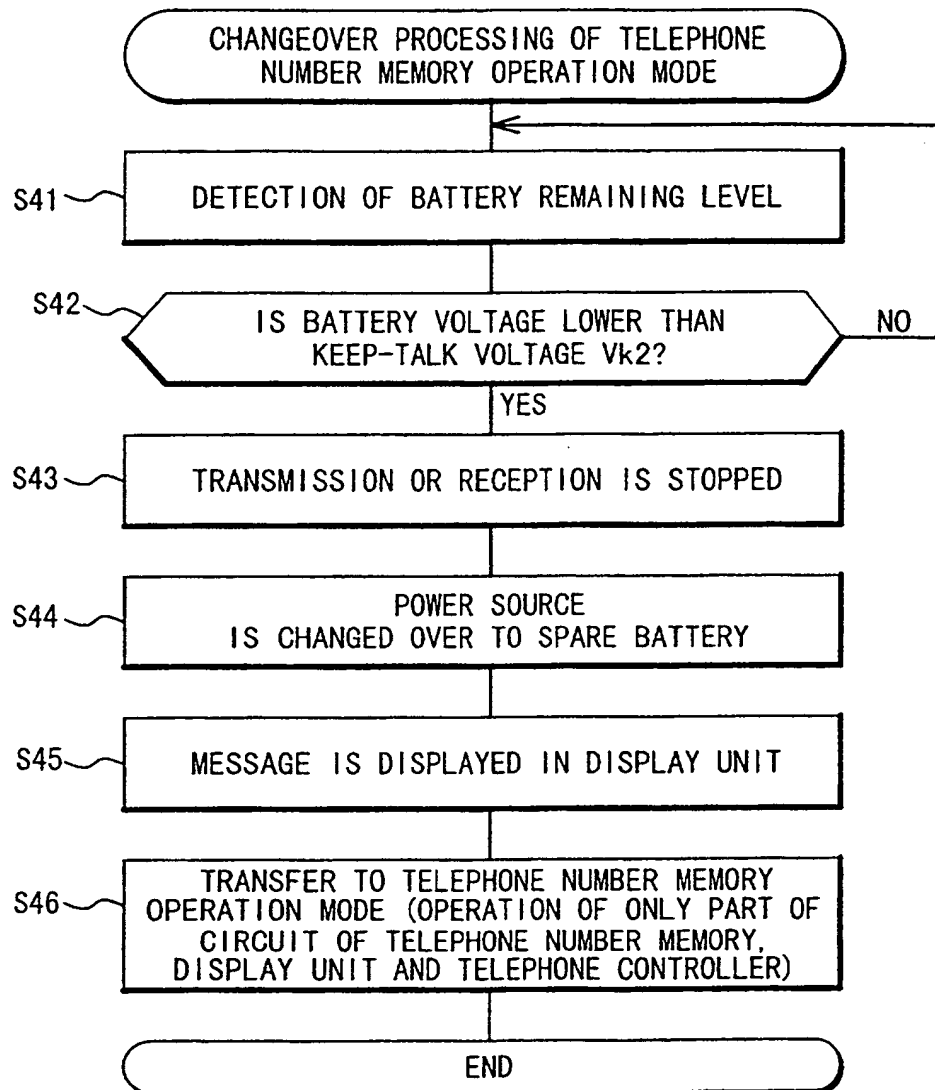 CHANGEOVER PROCESSING OF TELEPHONE
NUMBER MEMORY OPERATION MODE
S41
DETECTION OF BATTERY REMAINING LEVEL
S42
IS BATTERY VOLTAGE LOWER THAN
KEEP-TALK VOLTAGE Vk2?
NO
YES
S43
TRANSMISSION OR RECEPTION IS STOPPED
S44
POWER SOURCE
IS CHANGED OVER TO SPARE BATTERY
S45
MESSAGE IS DISPLAYED IN DISPLAY UNIT
S46
TRANSFER TO TELEPHONE NUMBER MEMORY
OPERATION MODE (OPERATION OF ONLY PART OF
CIRCUIT OF TELEPHONE NUMBER MEMORY,
DISPLAY UNIT AND TELEPHONE CONTROLLER)
END